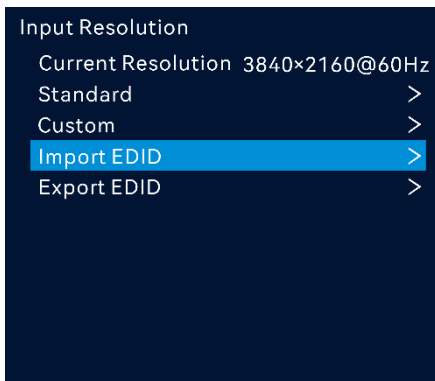 Input Resolution
Current Resolution 3840×2160@60Hz
Standard >
Custom >
Import EDID >
Export EDID >